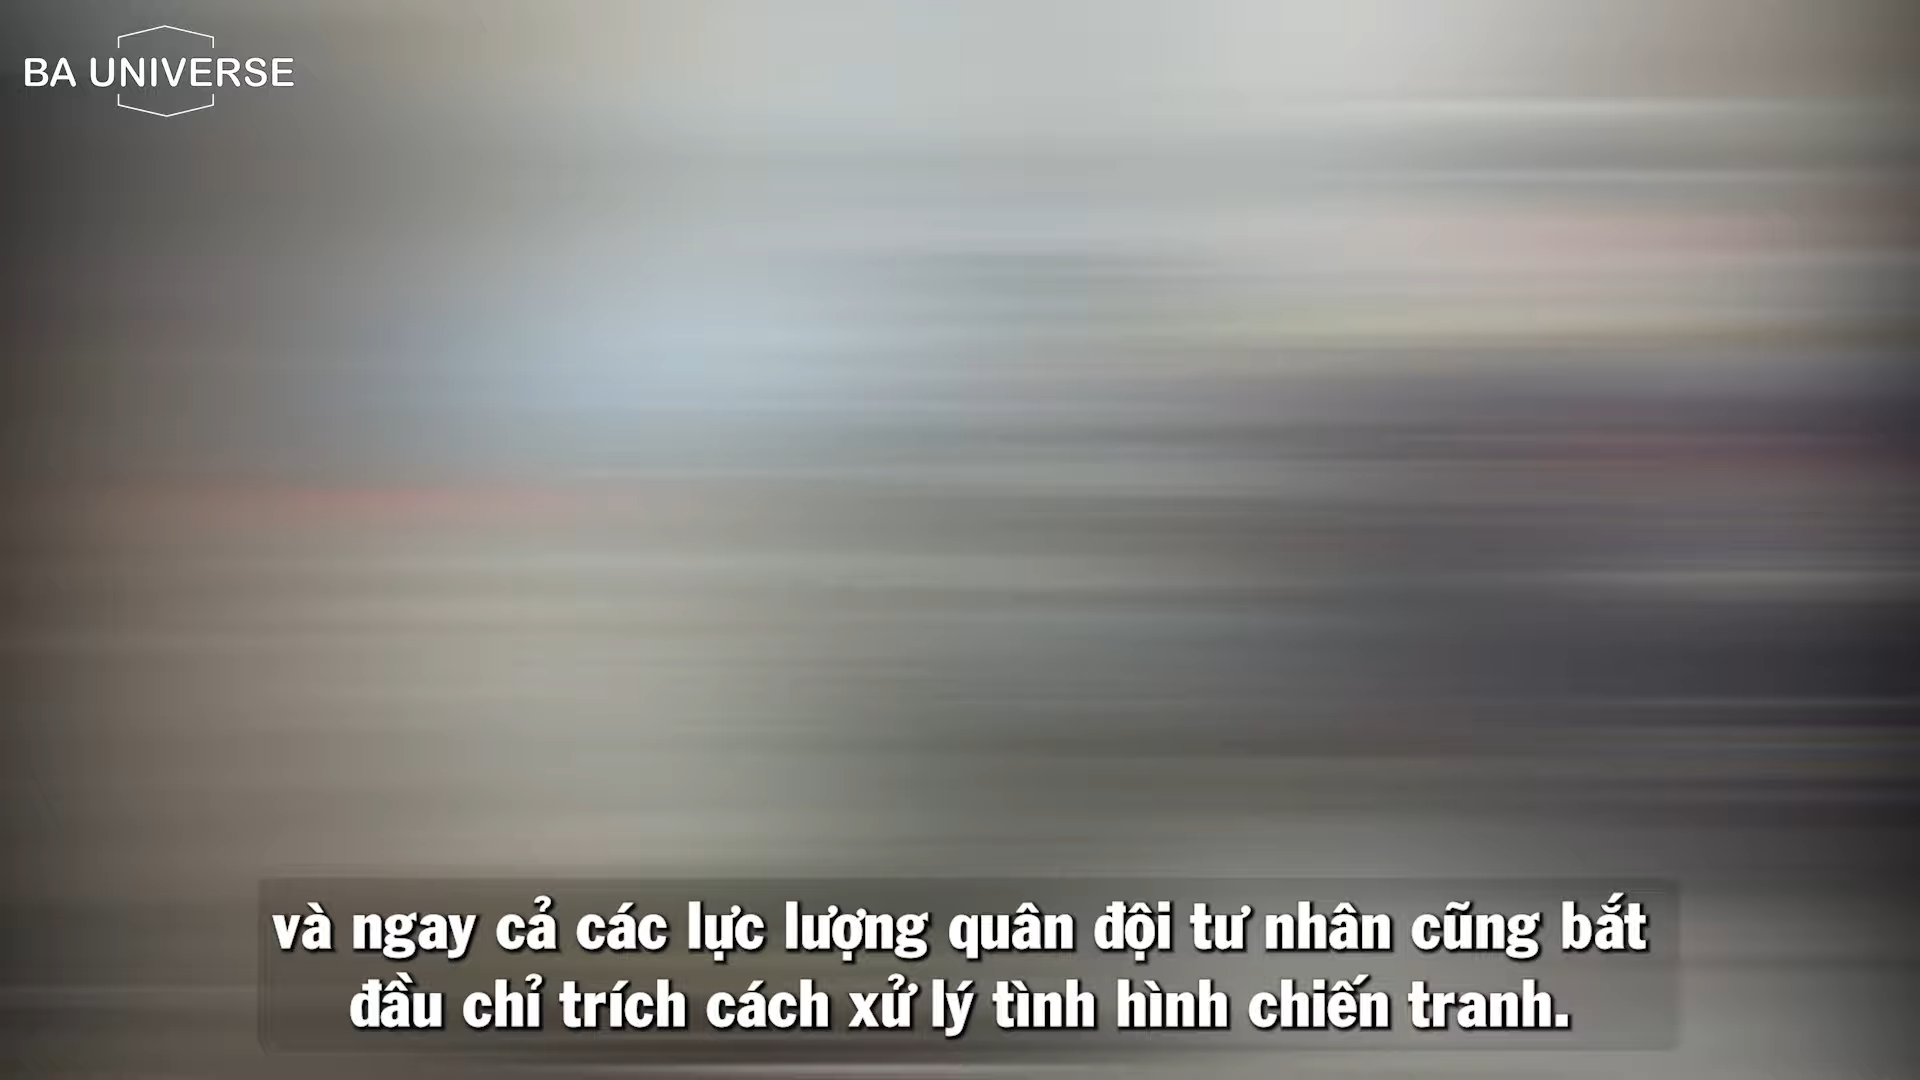 BA UNIVERSE
và ngay cả các lực lượng quân đội tư nhân cũng bắt
đầu chỉ trích cách xử lý tình hình chiến tranh.